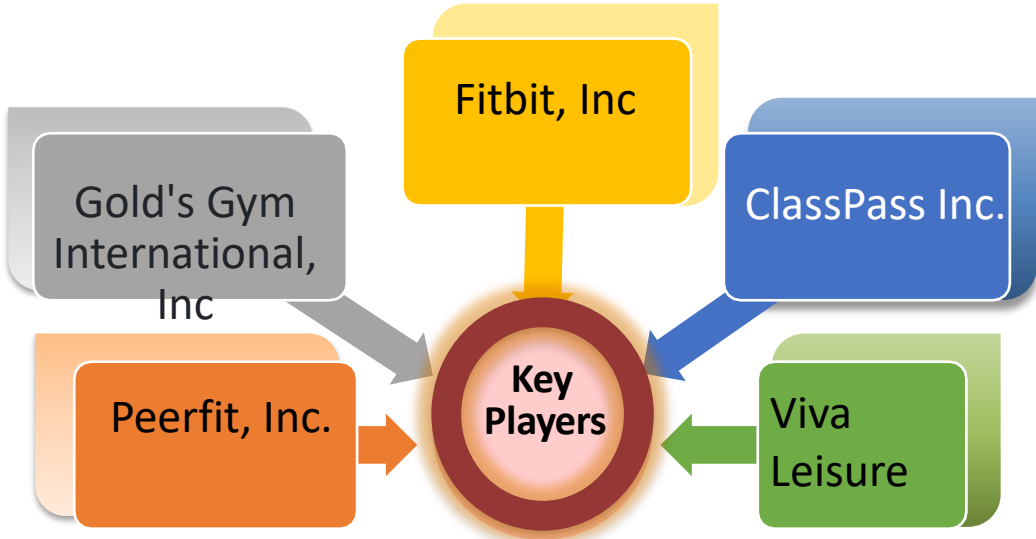 Fitbit, Inc
Gold's Gym
International,
Inc
ClassPass Inc.
Peerfit, Inc.
Key
Players
Viva
Leisure